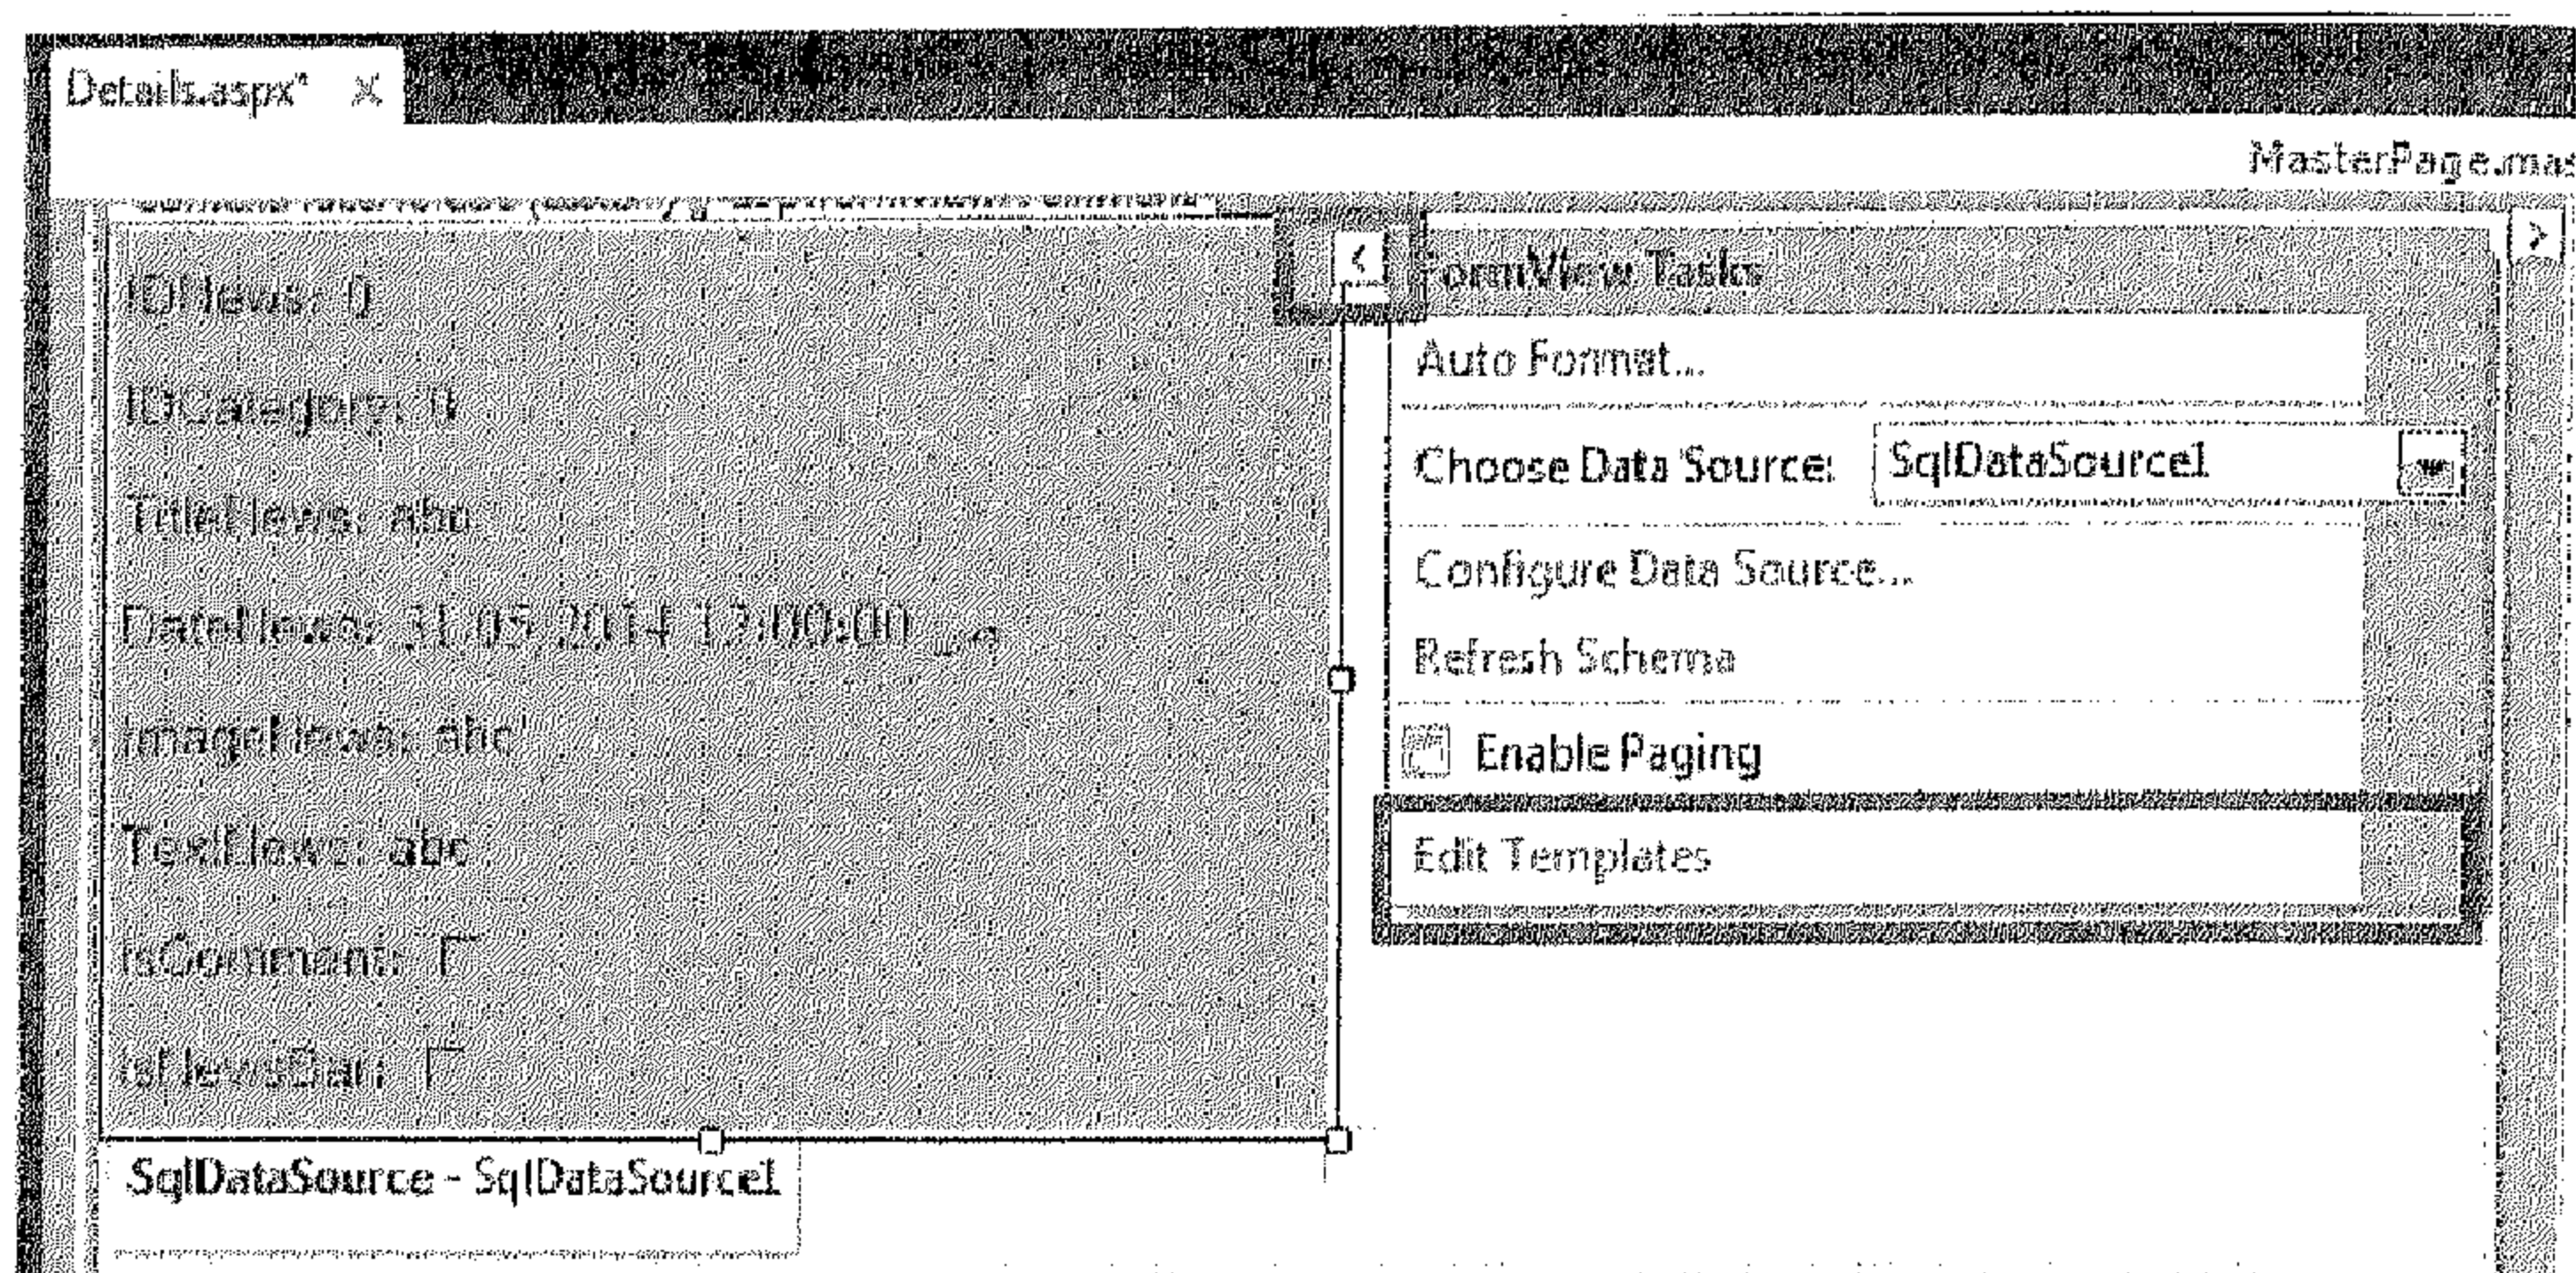 Details.aspx* ×
MasterPage.mas
IDNews: 0
IDCategory: 0
TitleNews: abc
DateNews: 31/05/2014 12:00:00 ص
ImageNews: abc
TextNews: abc
IsComment:
IsNewsBar:
SqlDataSource - SqlDataSource1
FormView Tasks
Auto Format...
Choose Data Source: SqlDataSource1
Configure Data Source...
Refresh Schema
Enable Paging
Edit Templates